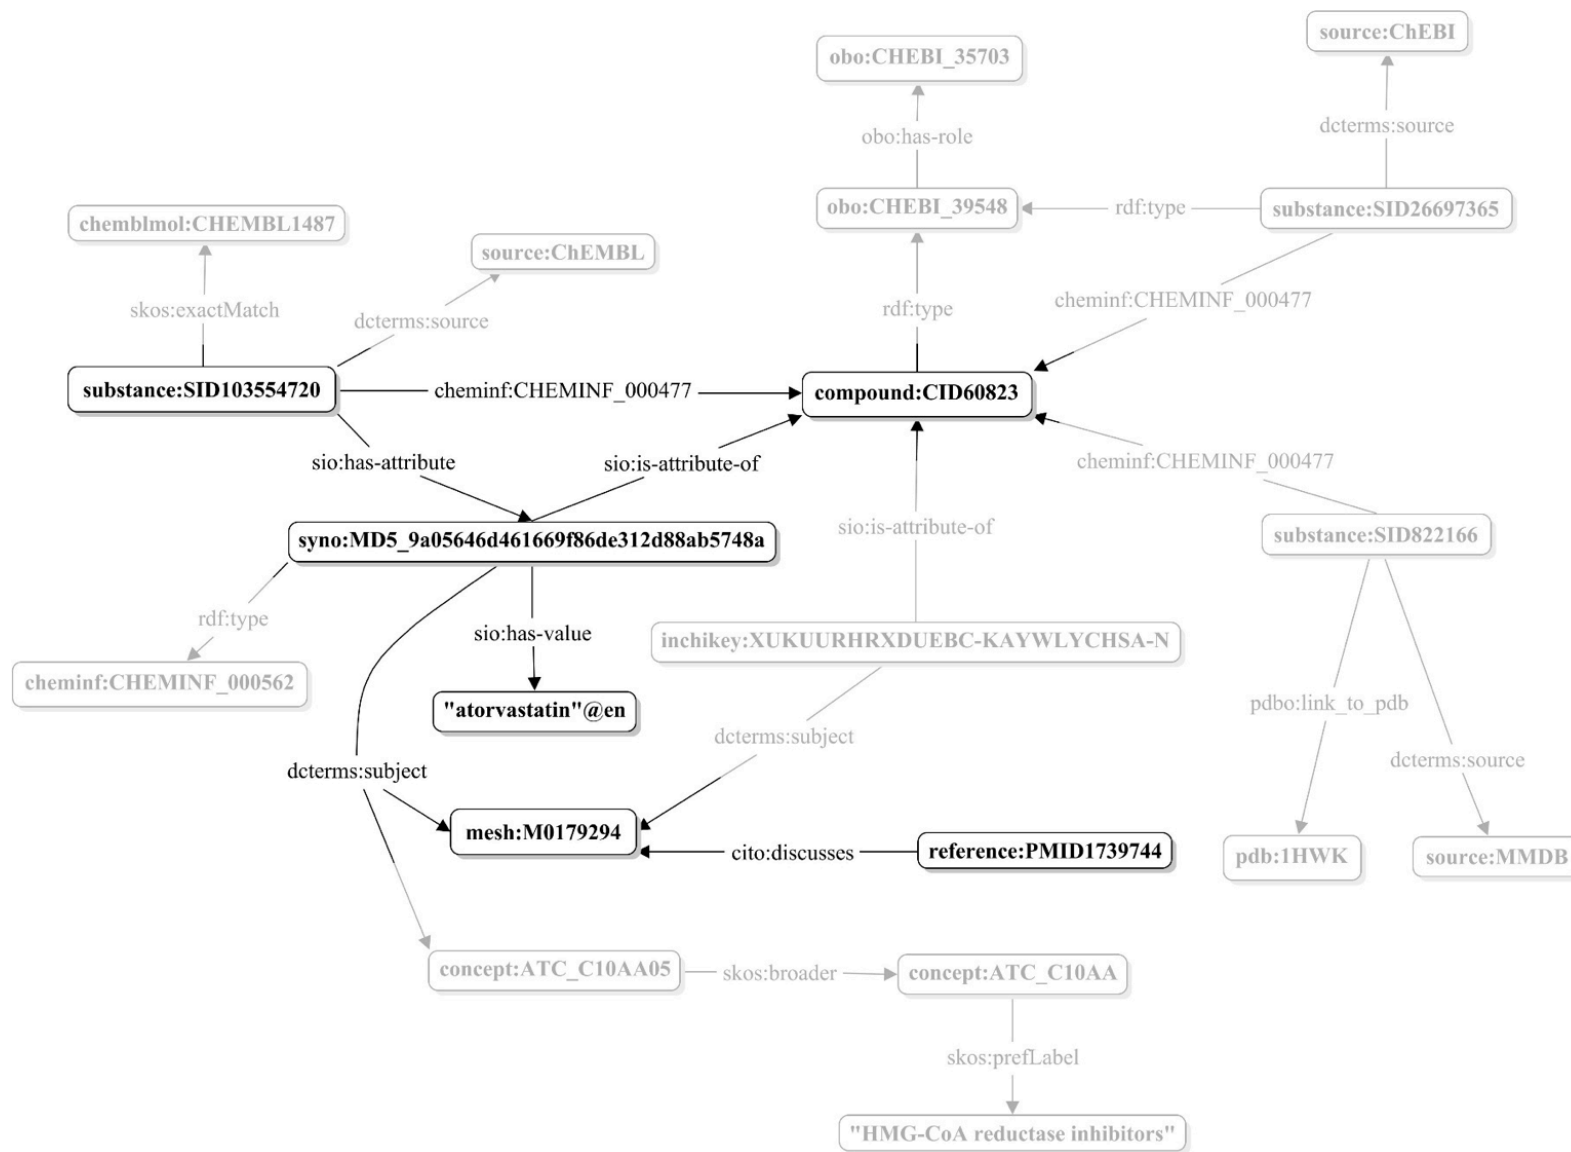 source:ChEBI
obo:CHEBI_35703
dcterms:source
obo:has-role
chemblmol:CHEMBL1487
obo:CHEBI_39548
rdf:type
substance:SID26697365
source:ChEMBL
skos:exactMatch
dcterms:source
rdf:type
cheminf:CHEMINF_000477
substance:SID103554720
cheminf:CHEMINF_000477
compound:CID60823
sio:has-attribute
sio:is-attribute-of
cheminf:CHEMINF_000477
syno:MD5_9a05646d461669f86de312d88ab5748a
sio:is-attribute-of
substance:SID822166
rdf:type
sio:has-value
inchikey:XUKUURHRXDUEBC-KAYWLYCHSA-N
cheminf:CHEMINF_000562
"atorvastatin"@en
pdbo:link_to_pdb
dcterms:subject
dcterms:subject
dcterms:source
mesh:M0179294
cito:discusses
reference:PMID1739744
pdb:1HWK
source:MMDB
concept:ATC_C10AA05
skos:broader
concept:ATC_C10AA
skos:prefLabel
"HMG-CoA reductase inhibitors"